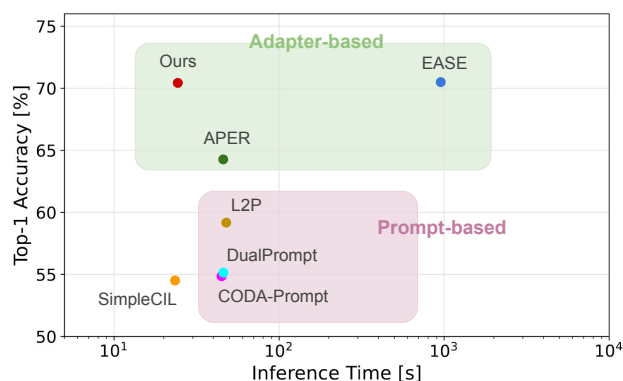 Adapter-based
Ours
EASE
APER
L2P
Prompt-based
DualPrompt
SimpleCIL
CODA-Prompt
Top-1 Accuracy [%]
75
70
65
60
55
50
10¹
10²
10³
10⁴
Inference Time [s]